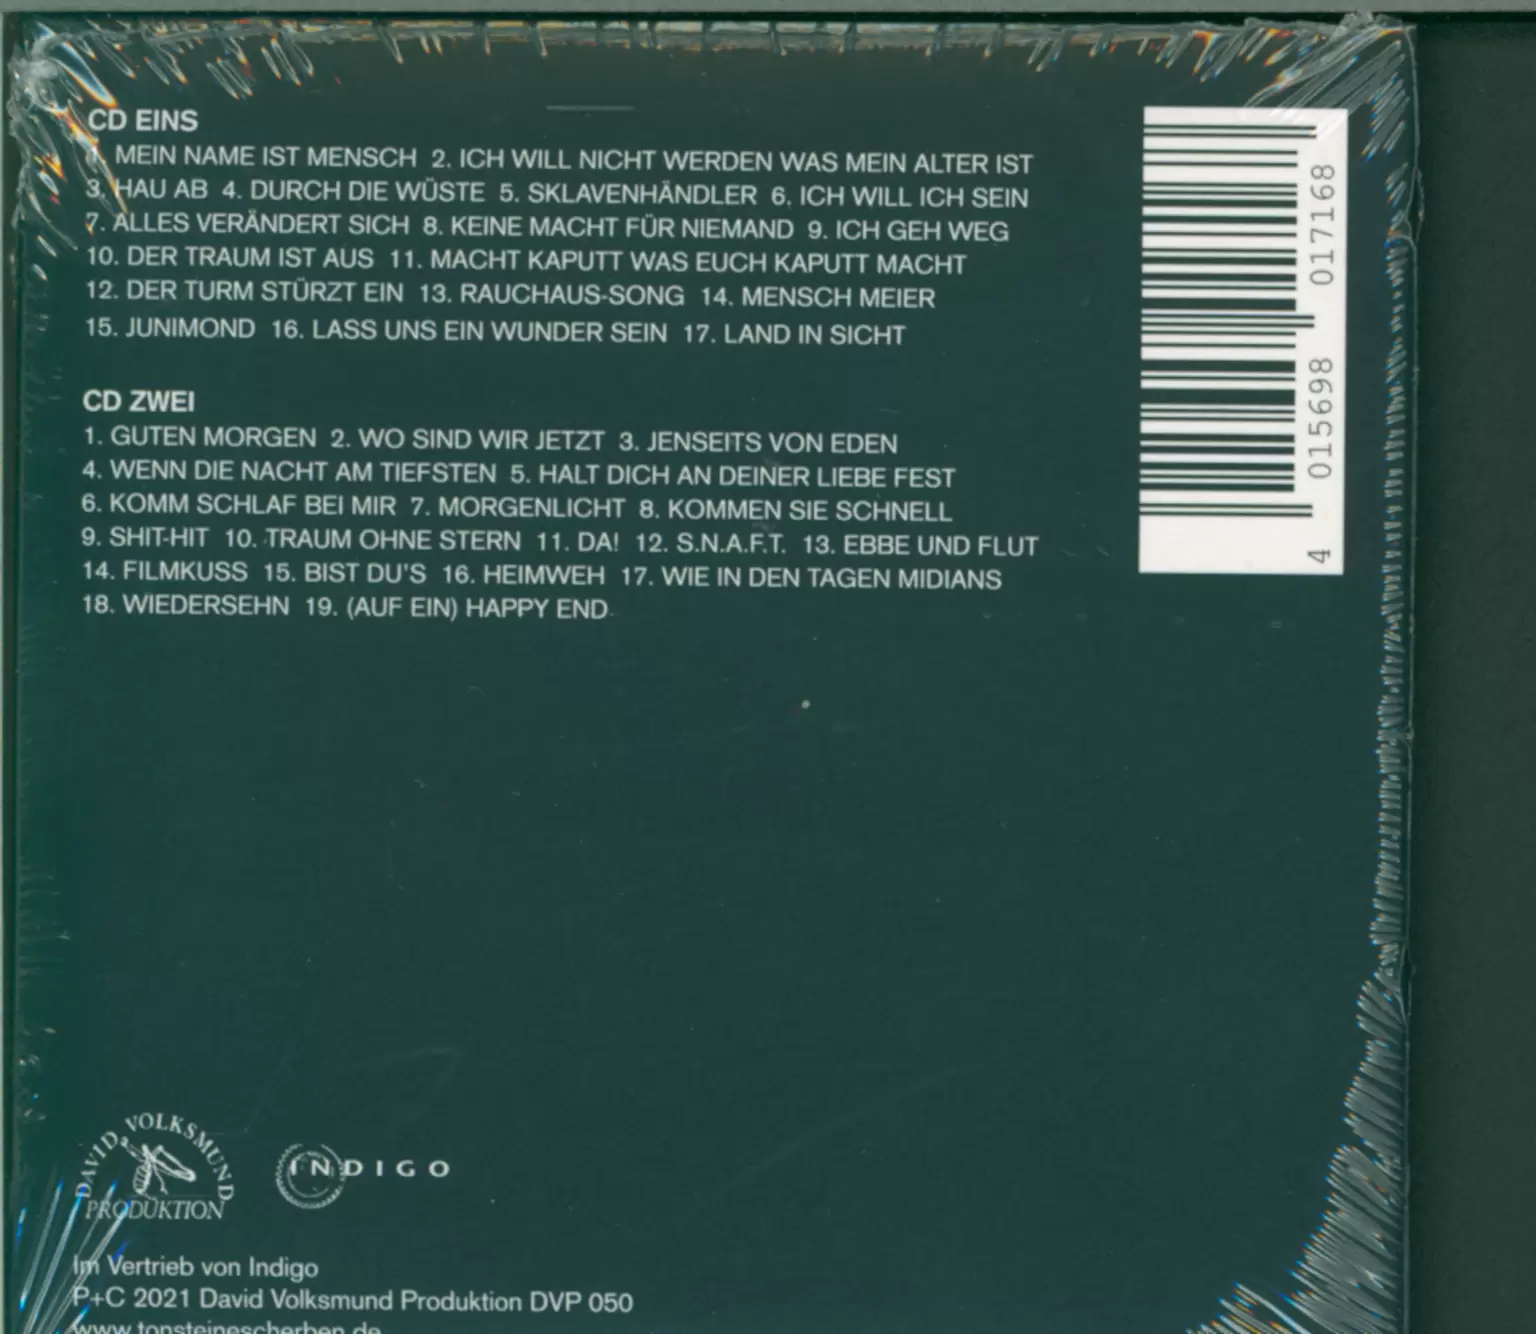 CD EINS
1. MEIN NAME IST MENSCH 2. ICH WILL NICHT WERDEN WAS MEIN ALTER IST
3. HAU AB 4. DURCH DIE WÜSTE 5. SKLAVENHÄNDLER 6. ICH WILL ICH SEIN
7. ALLES VERÄNDERT SICH 8. KEINE MACHT FÜR NIEMAND 9. ICH GEH WEG
10. DER TRAUM IST AUS 11. MACHT KAPUTT WAS EUCH KAPUTT MACHT
12. DER TURM STÜRZT EIN 13. RAUCHAUS-SONG 14. MENSCH MEIER
15. JUNIMOND 16. LASS UNS EIN WUNDER SEIN 17. LAND IN SICHT
CD ZWEI
1. GUTEN MORGEN 2. WO SIND WIR JETZT 3. JENSEITS VON EDEN
4. WENN DIE NACHT AM TIEFSTEN 5. HALT DICH AN DEINER LIEBE FEST
6. KOMM SCHLAF BEI MIR 7. MORGENLICHT 8. KOMMEN SIE SCHNELL
9. SHIT-HIT 10. TRAUM OHNE STERN 11. DA! 12. S.N.A.F.T. 13. EBBE UND FLUT
14. FILMKUSS 15. BIST DU'S 16. HEIMWEH 17. WIE IN DEN TAGEN MIDIANS
18. WIEDERSEHN 19. (AUF EIN) HAPPY END
4 015698 017168
DAVID VOLKSMUND
PRODUKTION
INDIGO
Im Vertrieb von Indigo
P+C 2021 David Volksmund Produktion DVP 050
www.tonsteinescherben.de